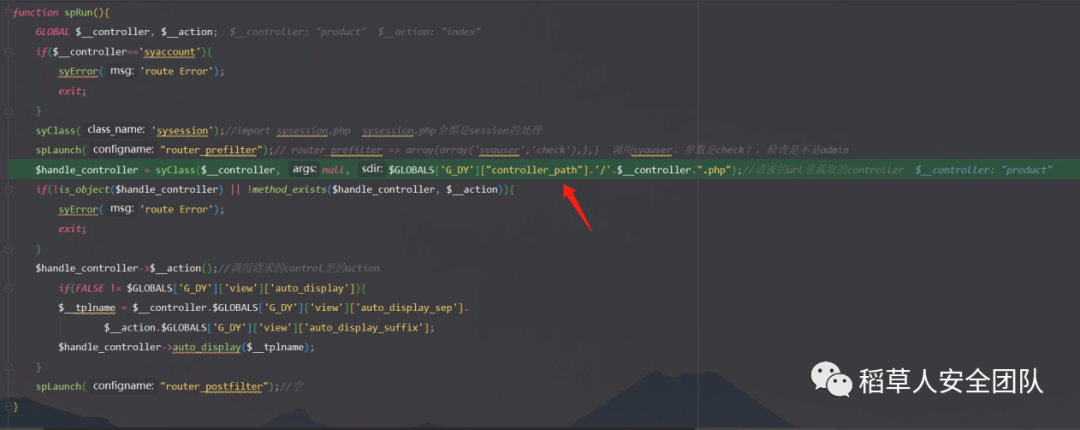 function spRun(){
GLOBAL $__controller, $__action;  $__controller: "product"  $__action: "index"
if($__controller=='syaccount'){
syError( msg: 'route Error');
exit;
}
syClass( class_name: 'sysession');//import sysession.php  sysession.php全都是session的处理
spLaunch( configname: "router_prefilter");// router_prefilter => array(array('syauser','check'),),)  调用syauser，参数是check?，检查是不是admin
$handle_controller = syClass($__controller, args: null, sdir: $GLOBALS['G_DY']["controller_path"].'/'.$__controller.".php");//请求的url里截取的controller  $__controller: "product"
if(!is_object($handle_controller) || !method_exists($handle_controller, $__action)){
syError( msg: 'route Error');
exit;
}
$handle_controller->$__action();//调用请求的control里的action
if(FALSE != $GLOBALS['G_DY']['view']['auto_display']){
$__tplname = $__controller.$GLOBALS['G_DY']['view']['auto_display_sep'].
$__action.$GLOBALS['G_DY']['view']['auto_display_suffix'];
$handle_controller->auto_display($__tplname);
}
spLaunch( configname: "router_postfilter");//空
}
稻草人安全团队